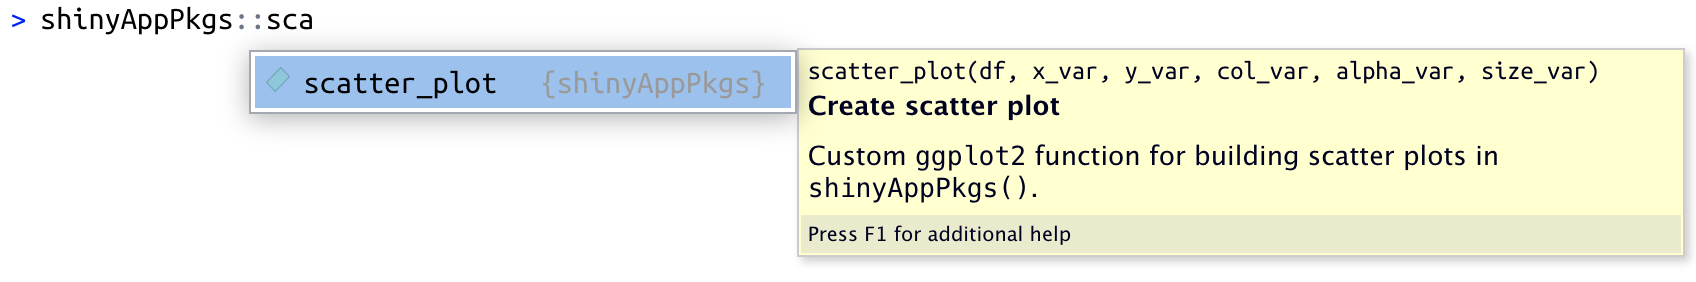 > shinyAppPkgs::sca
scatter_plot {shinyAppPkgs}
scatter_plot(df, x_var, y_var, col_var, alpha_var, size_var)
Create scatter plot
Custom ggplot2 function for building scatter plots in
shinyAppPkgs().
Press F1 for additional help